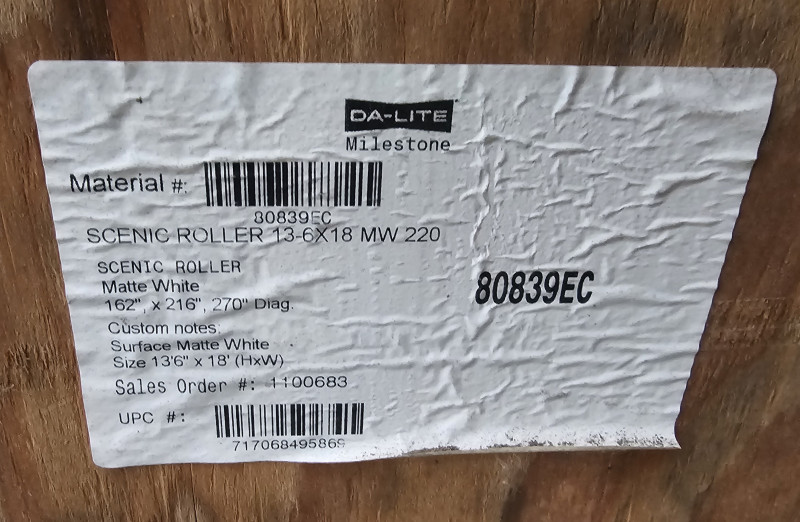 DA-LITE
Milestone
Material #:
80839EC
SCENIC ROLLER 13-6X18 MW 220
SCENIC ROLLER
Matte White
162", x 216", 270" Diag.
80839EC
Custom notes:
Surface Matte White
Size 13'6" x 18' (HxW)
Sales Order #: 1100683
UPC #:
717068495869